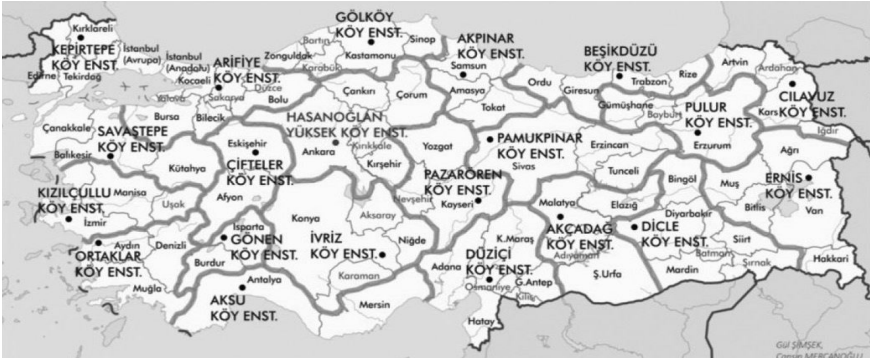 GÖLKÖY
KÖY ENST.
Kırklareli
KEPİRTEPE
KÖY ENST.
Edirne
Tekirdağ
İstanbul
(Avrupa)
İstanbul
(Anadolu)
Kocaeli
ARİFİYE
KÖY ENST.
Yalova
Sakarya
Düzce
Bolu
Zonguldak
Bartın
Karabük
Kastamonu
Sinop
AKPINAR
KÖY ENST.
Samsun
BEŞİKDÜZÜ
KÖY ENST.
Ordu
Giresun
Trabzon
Rize
Artvin
Ardahan
CILAVUZ
KÖY ENST.
Kars
Iğdır
Gümüşhane
Bayburt
PULUR
KÖY ENST.
Erzurum
Çankırı
Çorum
Amasya
Tokat
HASANOĞLAN
YÜKSEK KÖY ENST.
Ankara
Kırıkkale
Kırşehir
Yozgat
PAMUKPINAR
KÖY ENST.
Sivas
Erzincan
Tunceli
Bingöl
Muş
Ağrı
ERNİS
KÖY ENST.
Van
Bitlis
Çanakkale
Balıkesir
SAVAŞTEPE
KÖY ENST.
Bursa
Bilecik
Eskişehir
ÇİFTELER
KÖY ENST.
Kütahya
Afyon
Uşak
Manisa
KIZILÇULLU
KÖY ENST.
İzmir
PAZARÖREN
KÖY ENST.
Kayseri
Nevşehir
Aksaray
Niğde
Konya
İVRİZ
KÖY ENST.
Karaman
Isparta
GÖNEN
KÖY ENST.
Burdur
Denizli
Aydın
ORTAKLAR
KÖY ENST.
Muğla
Antalya
AKSU
KÖY ENST.
Mersin
Adana
DÜZİÇİ
KÖY ENST.
Osmaniye
K.Maraş
G.Antep
Kilis
Hatay
Malatya
AKÇADAĞ
KÖY ENST.
Adıyaman
Ş.Urfa
Elazığ
Diyarbakır
DİCLE
KÖY ENST.
Mardin
Batman
Siirt
Şırnak
Hakkari
Gül ŞİMŞEK,
Cansın MERCANOĞLU